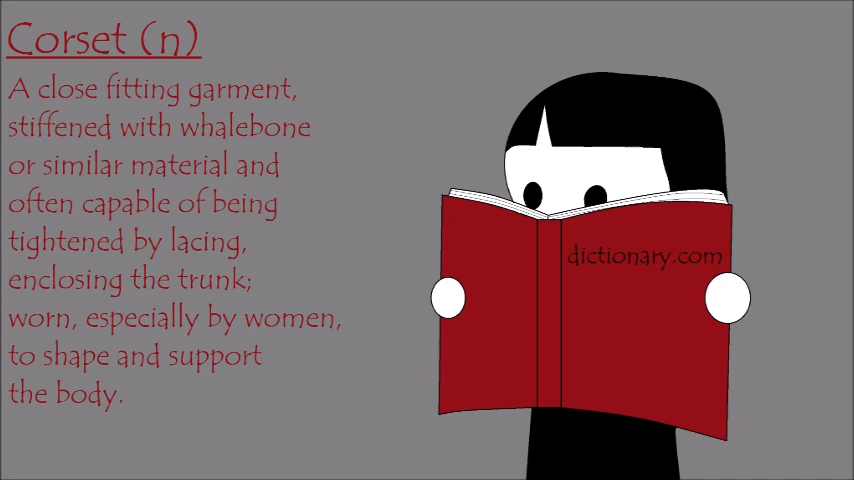 Corset (n)
A close fitting garment,
stiffened with whalebone
or similar material and
often capable of being
tightened by lacing,
enclosing the trunk;
worn, especially by women,
to shape and support
the body.
dictionary.com